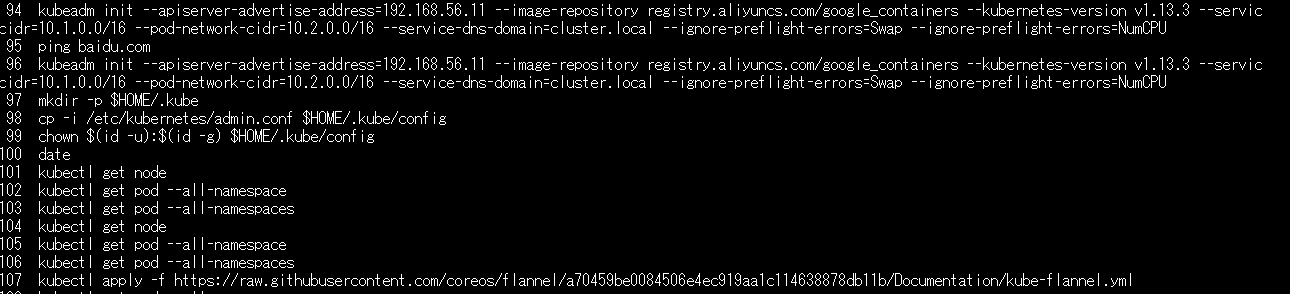 94 kubeadm init --apiserver-advertise-address=192.168.56.11 --image-repository registry.aliyuncs.com/google_containers --kubernetes-version v1.13.3 --servic
cidr=10.1.0.0/16 --pod-network-cidr=10.2.0.0/16 --service-dns-domain=cluster.local --ignore-preflight-errors=Swap --ignore-preflight-errors=NumCPU
95 ping baidu.com
96 kubeadm init --apiserver-advertise-address=192.168.56.11 --image-repository registry.aliyuncs.com/google_containers --kubernetes-version v1.13.3 --servic
cidr=10.1.0.0/16 --pod-network-cidr=10.2.0.0/16 --service-dns-domain=cluster.local --ignore-preflight-errors=Swap --ignore-preflight-errors=NumCPU
97 mkdir -p $HOME/.kube
98 cp -i /etc/kubernetes/admin.conf $HOME/.kube/config
99 chown $(id -u):$(id -g) $HOME/.kube/config
100 date
101 kubectl get node
102 kubectl get pod --all-namespace
103 kubectl get pod --all-namespaces
104 kubectl get node
105 kubectl get pod --all-namespace
106 kubectl get pod --all-namespaces
107 kubectl apply -f https://raw.githubusercontent.com/coreos/flannel/a70459be0084506e4ec919aa1c114638878db11b/Documentation/kube-flannel.yml